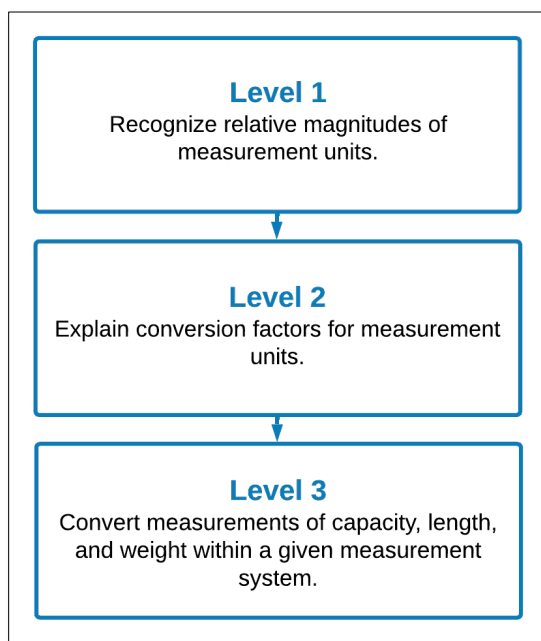 Level 1
Recognize relative magnitudes of
measurement units.
Level 2
Explain conversion factors for measurement
units.
Level 3
Convert measurements of capacity, length,
and weight within a given measurement
system.